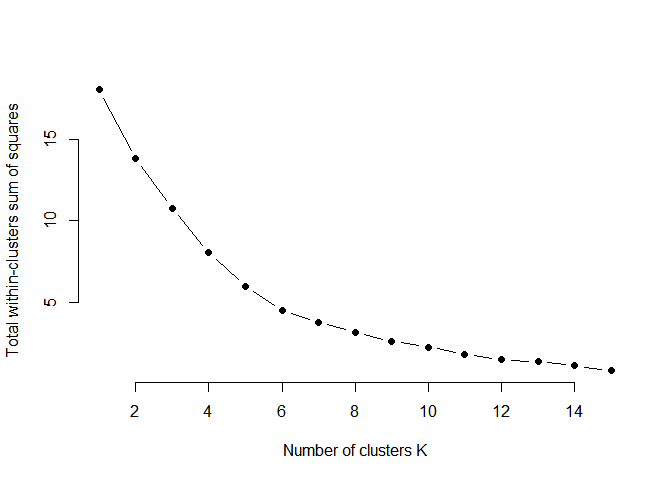 Total within-clusters sum of squares
15
10
5
2 4 6 8 10 12 14
Number of clusters K